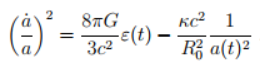 (ȧ/a)² = 8πG/3c² ε(t) − κc²/R₀² 1/a(t)²